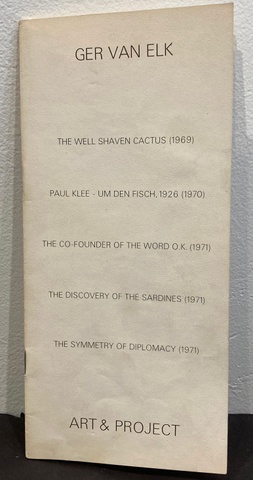 GER VAN ELK
THE WELL SHAVEN CACTUS (1969)
PAUL KLEE - UM DEN FISCH, 1926 (1970)
THE CO-FOUNDER OF THE WORD O.K. (1971)
THE DISCOVERY OF THE SARDINES (1971)
THE SYMMETRY OF DIPLOMACY (1971)
ART & PROJECT